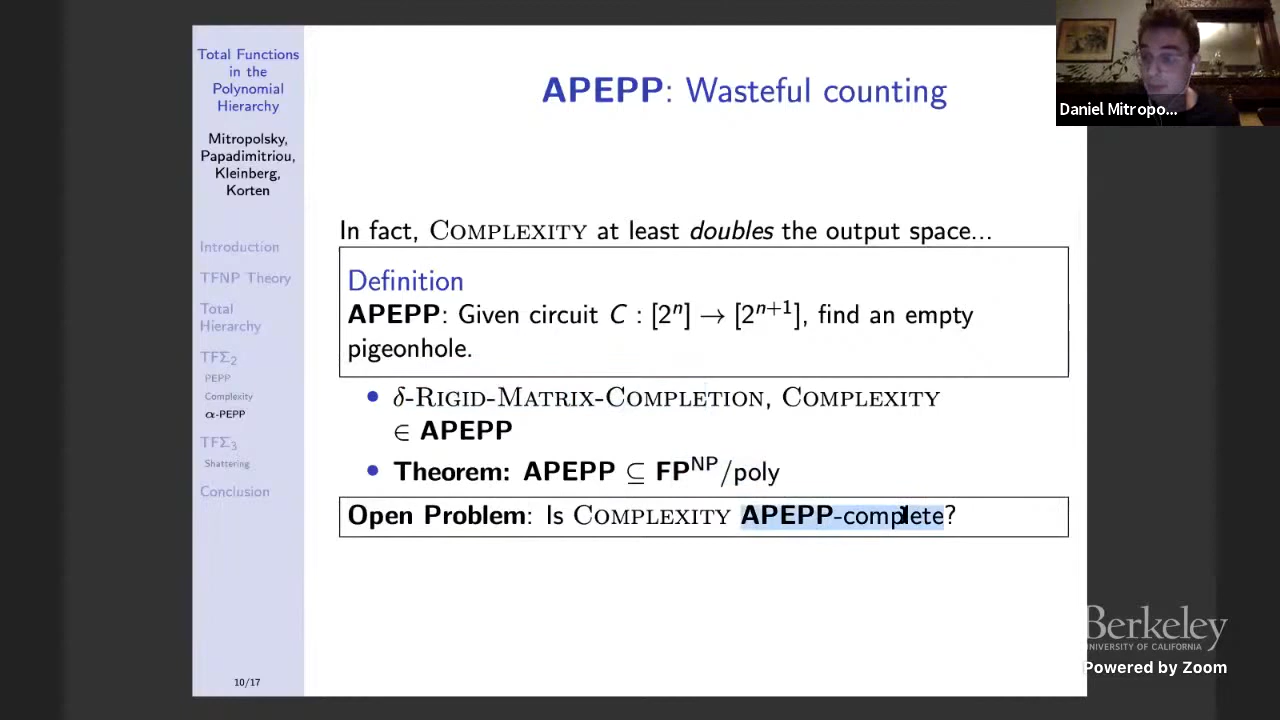 Total Functions
in the
Polynomial
Hierarchy
Mitropolsky,
Papadimitriou,
Kleinberg,
Korten
Introduction
TFNP Theory
Total
Hierarchy
TFΣ₂
PEPP
Complexity
α-PEPP
TFΣ₃
Shattering
Conclusion
10/17
APEPP: Wasteful counting
In fact, COMPLEXITY at least doubles the output space...
Definition
APEPP: Given circuit C : [2ⁿ] → [2ⁿ⁺¹], find an empty
pigeonhole.
• δ-RIGID-MATRIX-COMPLETION, COMPLEXITY
∈ APEPP
• Theorem: APEPP ⊆ FP^NP/poly
Open Problem: Is COMPLEXITY APEPP-complete?
Daniel Mitropo...
Berkeley
UNIVERSITY OF CALIFORNIA
Powered by Zoom